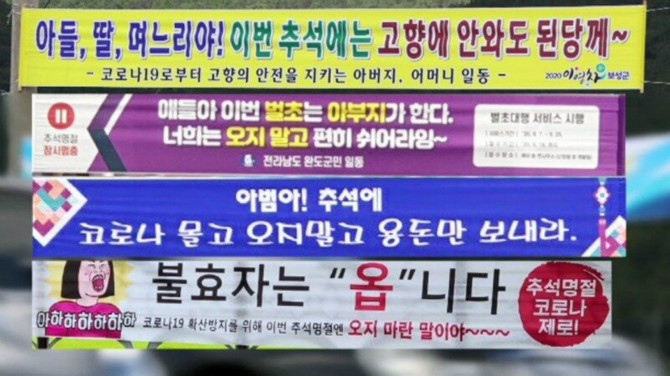 아들, 딸, 며느리야! 이번 추석에는 고향에 안와도 된당께~
- 코로나19로부터 고향의 안전을 지키는 아버지, 어머니 일동 -
2020 보성군
추석명절
잠시멈춤
애들아 이번 벌초는 아부지가 한다.
너희는 오지 말고 편히 쉬어라잉~
전라남도 완도군민 일동
벌초대행 서비스 시행
아범아! 추석에
코로나 몰고 오지말고 용돈만 보내라.
불효자는 “옵”니다
아하하하하하
코로나19 확산방지를 위해 이번 추석명절엔 오지 마란 말이야~~~
추석명절
코로나
제로!